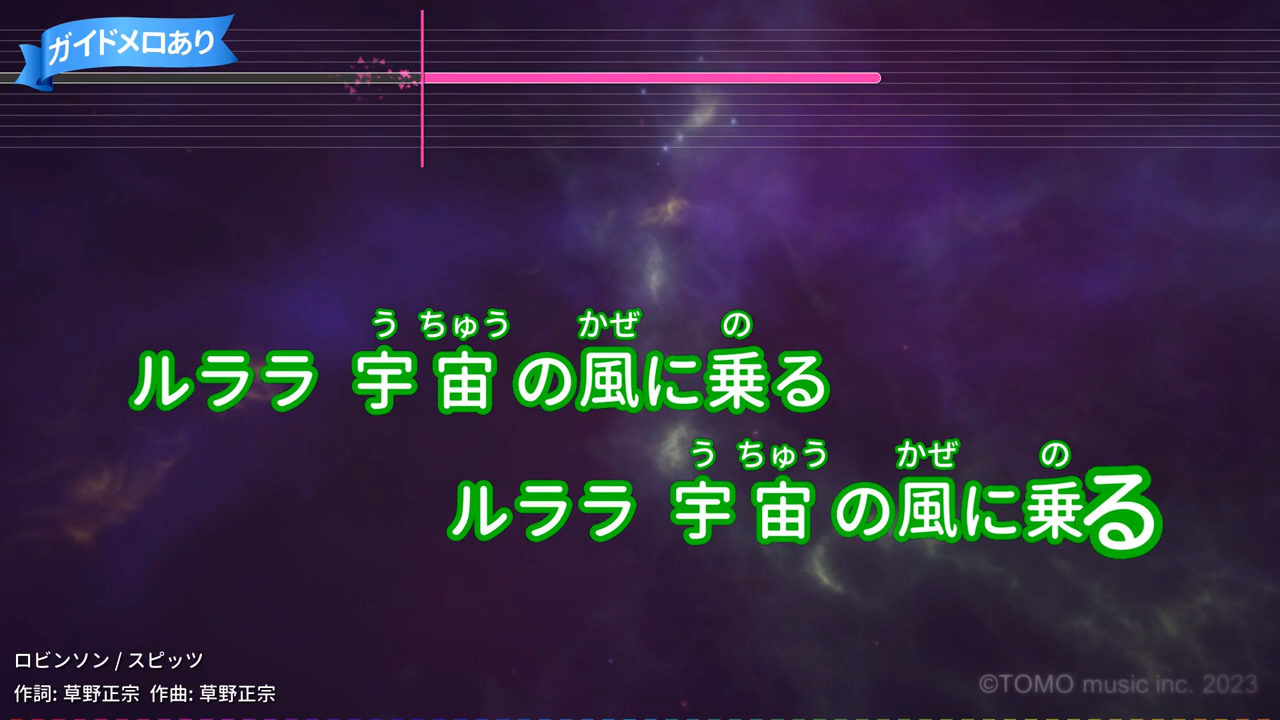 ガイドメロあり
う ちゅう かぜ の
ルララ 宇宙の風に乗る
う ちゅう かぜ の
ルララ 宇宙の風に乗る
ロビンソン / スピッツ
作詞: 草野正宗 作曲: 草野正宗
©TOMO music inc. 2023